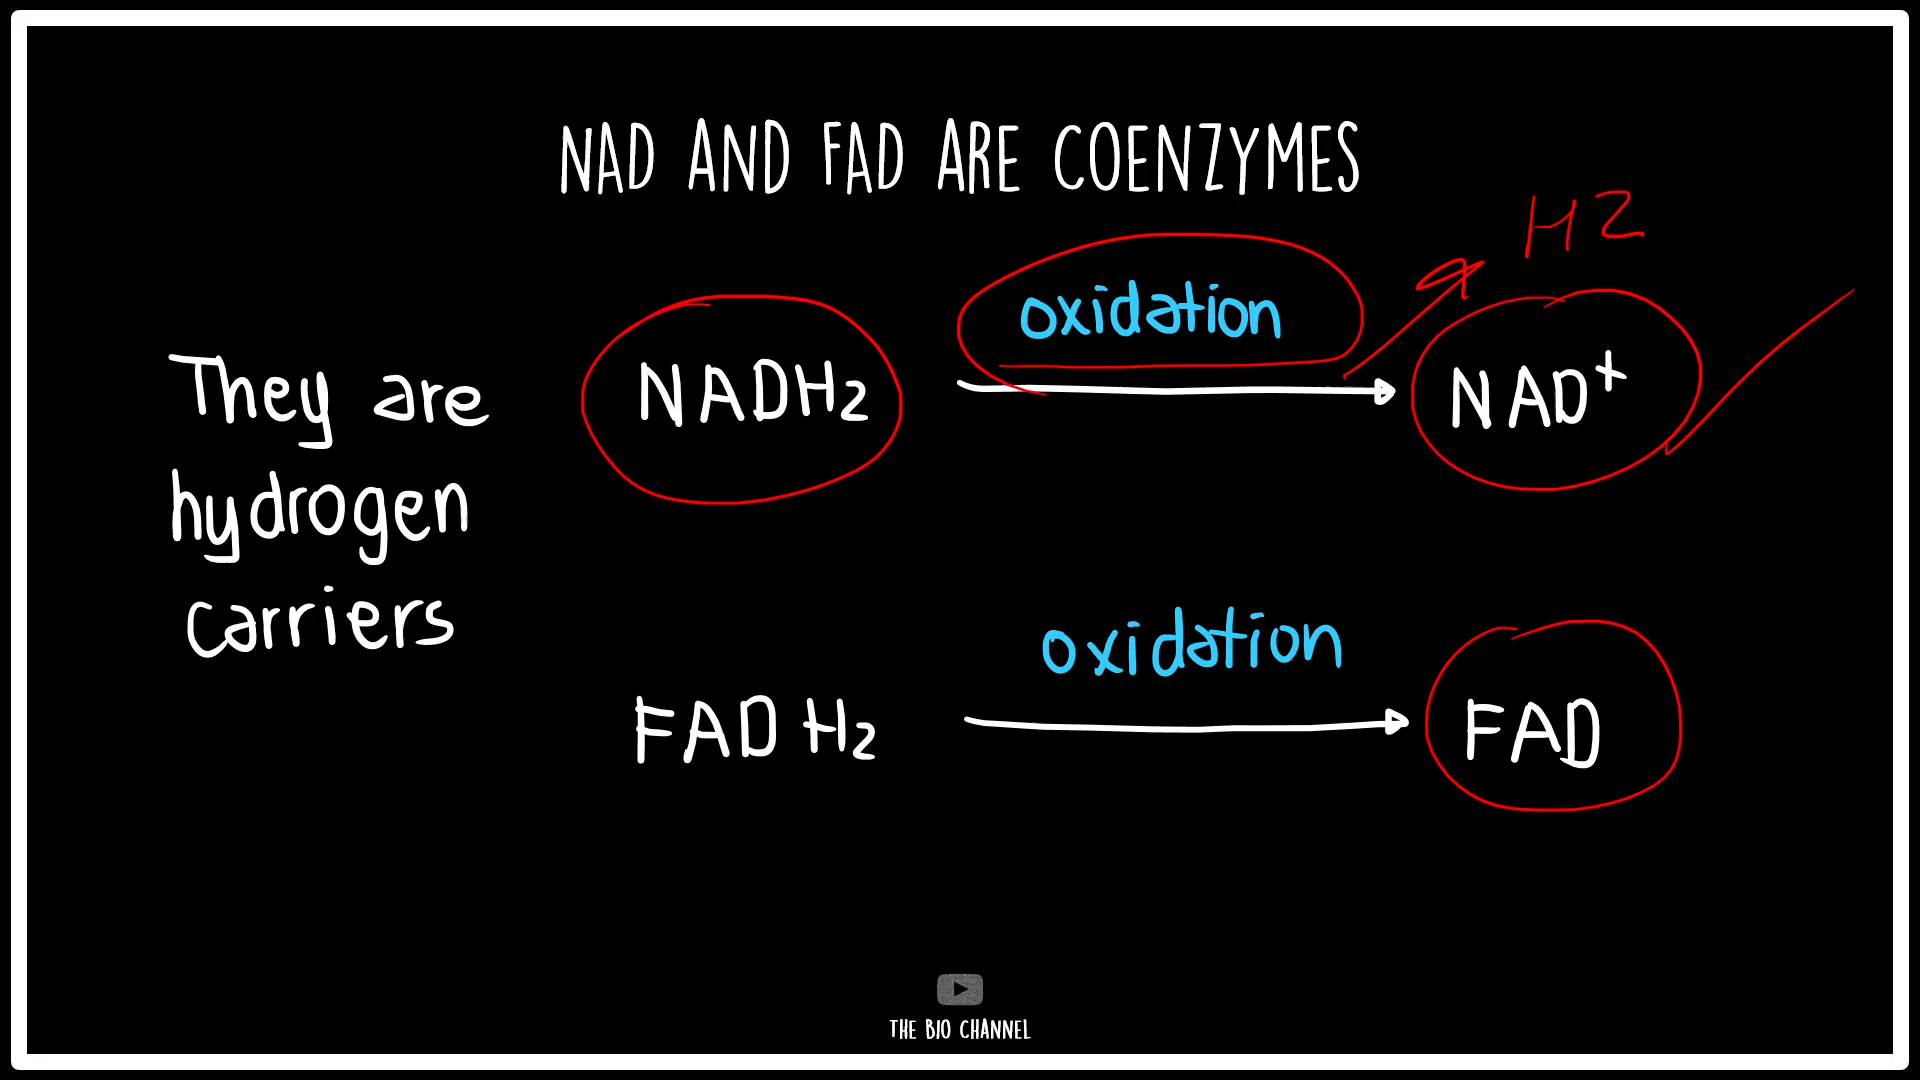 NAD AND FAD ARE COENZYMES
H2
oxidation
NADH2
NAD+
They are
hydrogen
carriers
oxidation
FADH2
FAD
THE BIO CHANNEL